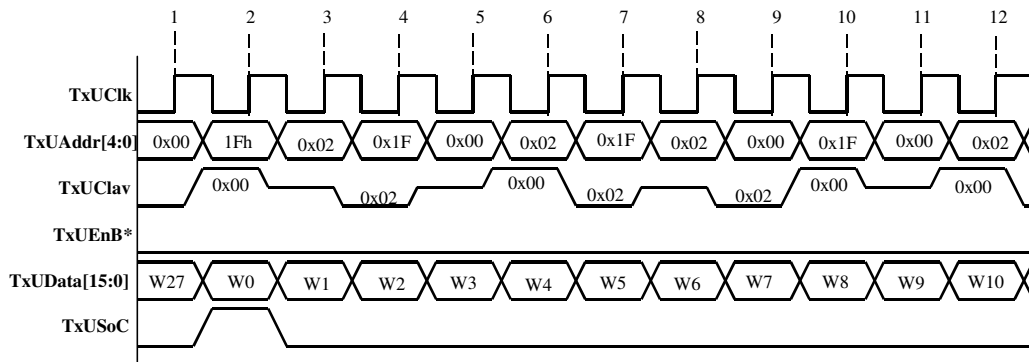 1 2 3 4 5 6 7 8 9 10 11 12
TxUClk
TxUAddr[4:0] 0x00 1Fh 0x02 0x1F 0x00 0x02 0x1F 0x02 0x00 0x1F 0x00 0x02
TxUClav 0x00 0x02 0x00 0x02 0x02 0x00 0x00
TxUEnB*
TxUData[15:0] W27 W0 W1 W2 W3 W4 W5 W6 W7 W8 W9 W10
TxUSoC